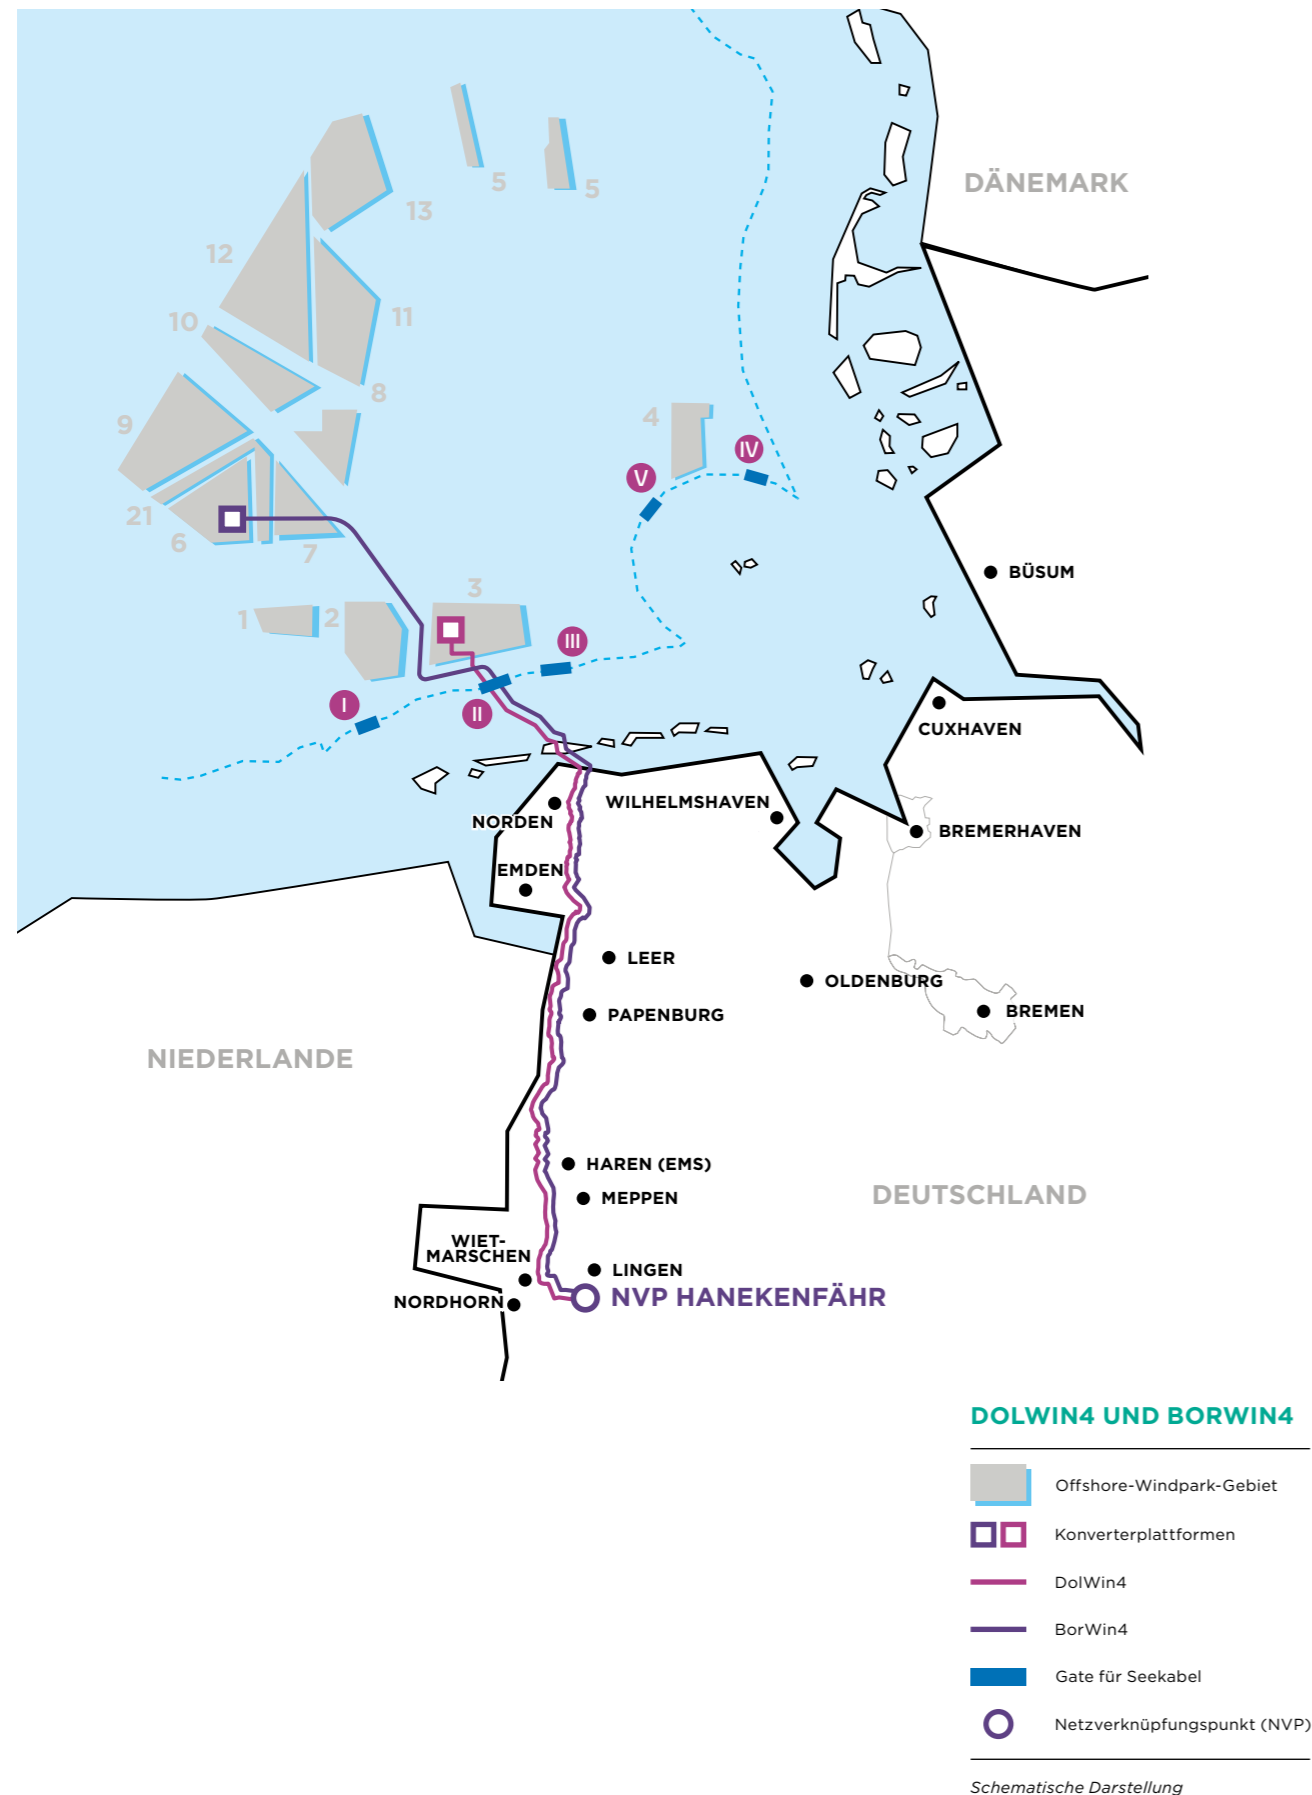 DÄNEMARK
5
5
13
12
11
10
8
9
4
IV
V
21
6
7
BÜSUM
3
1
2
III
I
II
CUXHAVEN
WILHELMSHAVEN
NORDEN
BREMERHAVEN
EMDEN
LEER
OLDENBURG
PAPENBURG
BREMEN
NIEDERLANDE
HAREN (EMS)
MEPPEN
DEUTSCHLAND
WIET-
MARSCHEN
LINGEN
NORDHORN
NVP HANEKENFÄHR
DOLWIN4 UND BORWIN4
Offshore-Windpark-Gebiet
Konverterplattformen
DolWin4
BorWin4
Gate für Seekabel
Netzverknüpfungspunkt (NVP)
Schematische Darstellung